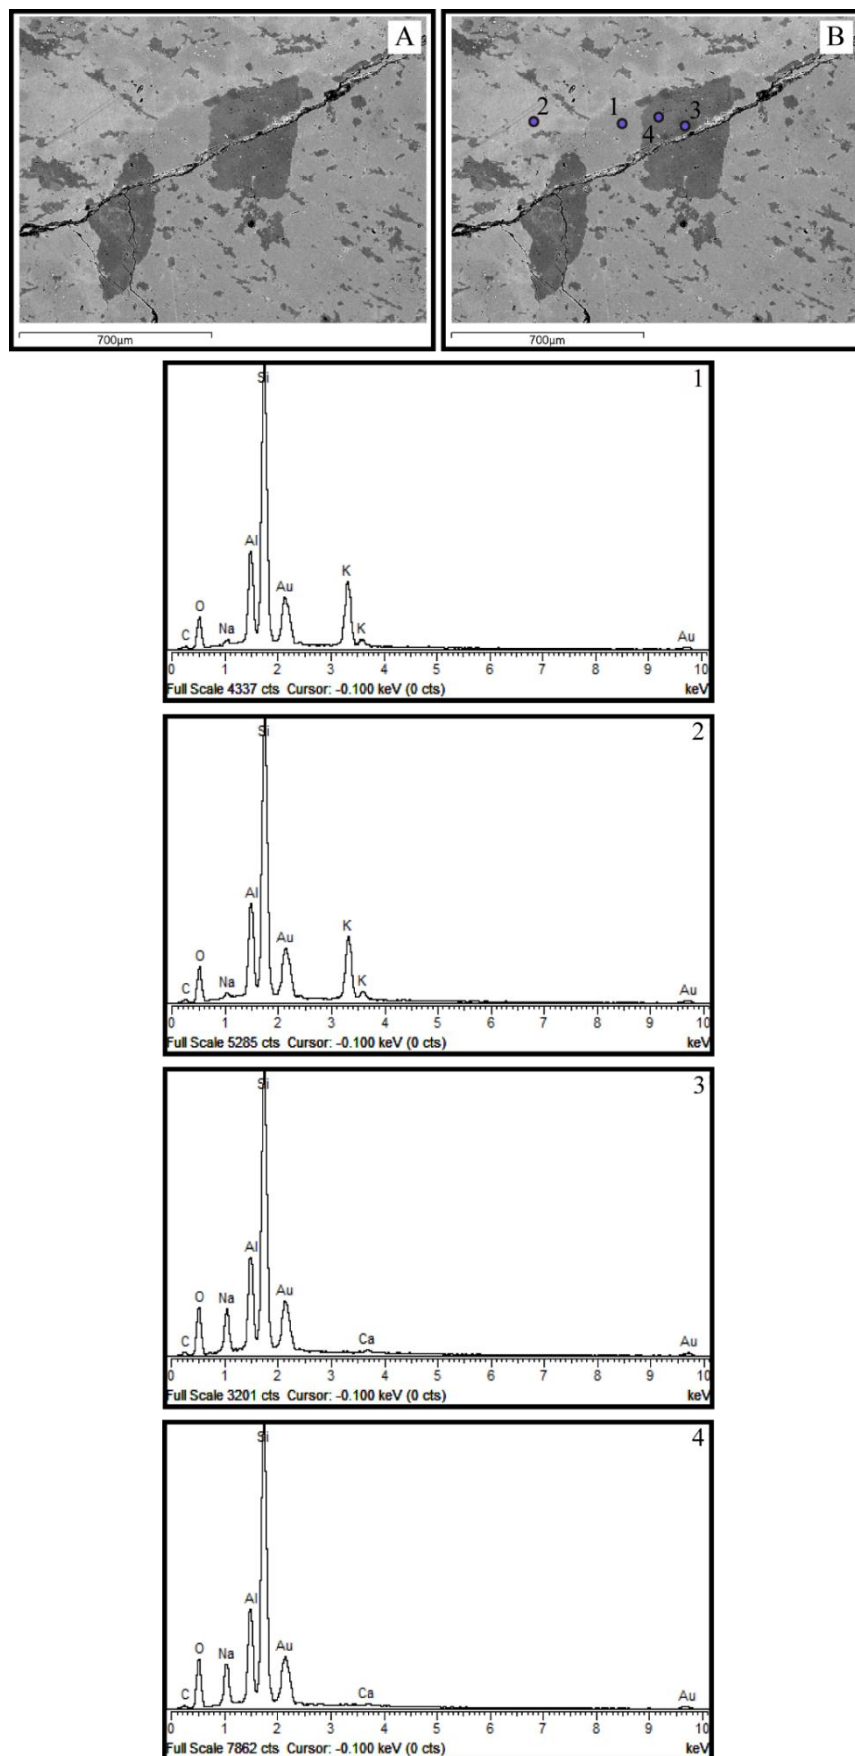 A
B
2
1
3
4
700µm
700µm
1
Si
Al
K
Au
O
Na
K
C
Au
0 1 2 3 4 5 6 7 8 9 10
Full Scale 4337 cts Cursor: -0.100 keV (0 cts) keV
2
Si
Al
K
Au
O
Na
K
C
Au
0 1 2 3 4 5 6 7 8 9 10
Full Scale 5285 cts Cursor: -0.100 keV (0 cts) keV
3
Si
Al
Au
O Na
C
Ca
Au
0 1 2 3 4 5 6 7 8 9 10
Full Scale 3201 cts Cursor: -0.100 keV (0 cts) keV
4
Si
Al
Au
O Na
C
Ca
Au
0 1 2 3 4 5 6 7 8 9 10
Full Scale 7862 cts Cursor: -0.100 keV (0 cts) keV